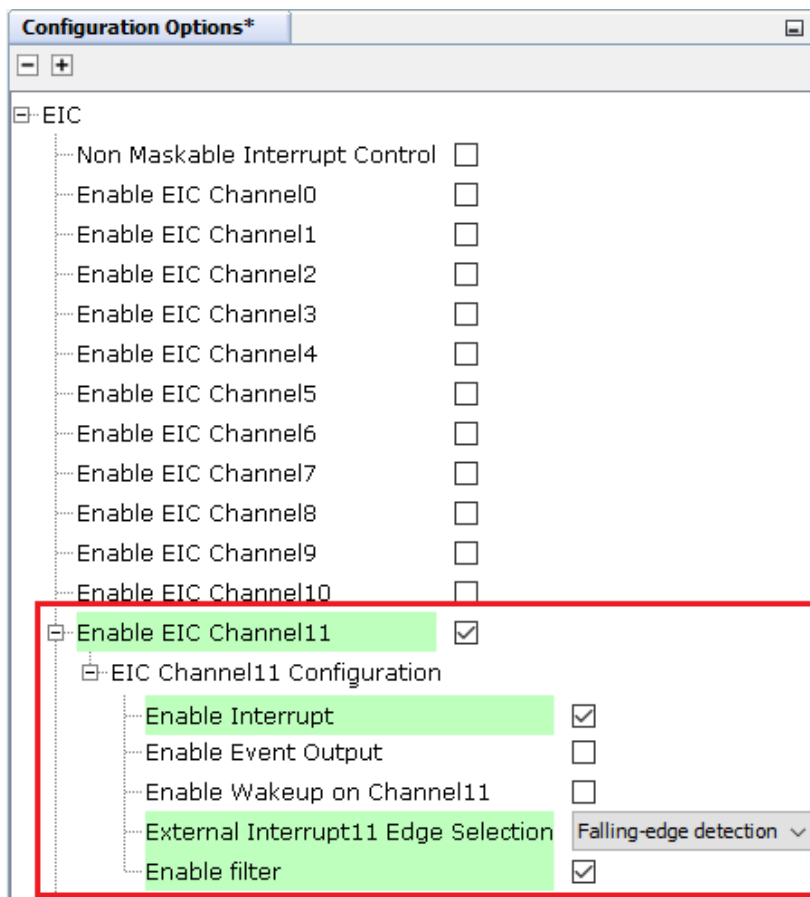 Configuration Options*
EIC
Non Maskable Interrupt Control
Enable EIC Channel0
Enable EIC Channel1
Enable EIC Channel2
Enable EIC Channel3
Enable EIC Channel4
Enable EIC Channel5
Enable EIC Channel6
Enable EIC Channel7
Enable EIC Channel8
Enable EIC Channel9
Enable EIC Channel10
Enable EIC Channel11
EIC Channel11 Configuration
Enable Interrupt
Enable Event Output
Enable Wakeup on Channel11
External Interrupt11 Edge Selection Falling-edge detection
Enable filter